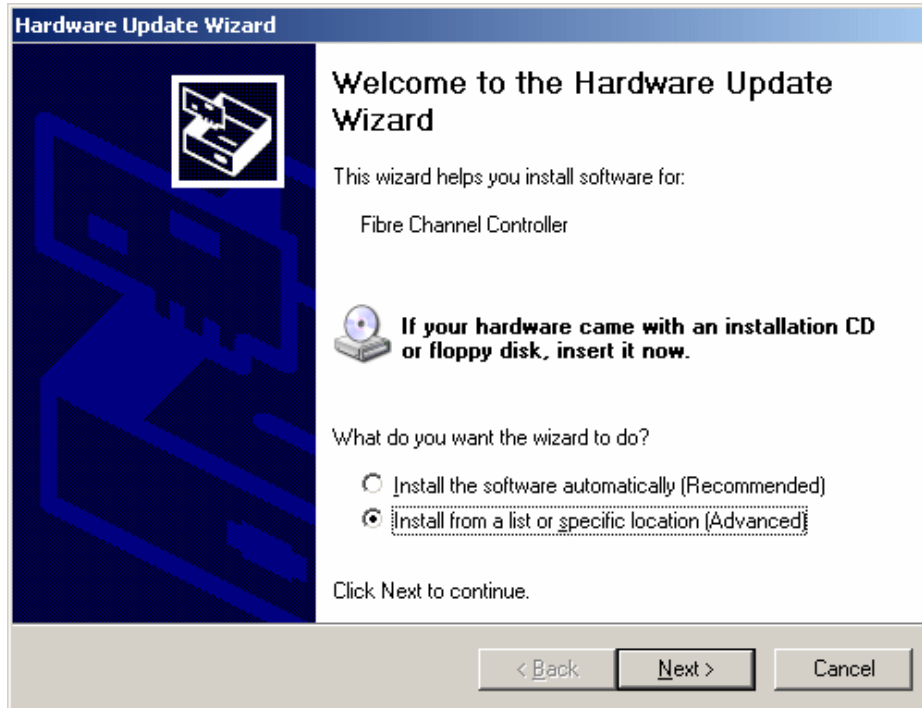 Hardware Update Wizard
Welcome to the Hardware Update
Wizard
This wizard helps you install software for:
Fibre Channel Controller
If your hardware came with an installation CD
or floppy disk, insert it now.
What do you want the wizard to do?
Install the software automatically (Recommended)
Install from a list or specific location (Advanced)
Click Next to continue.
< Back
Next >
Cancel